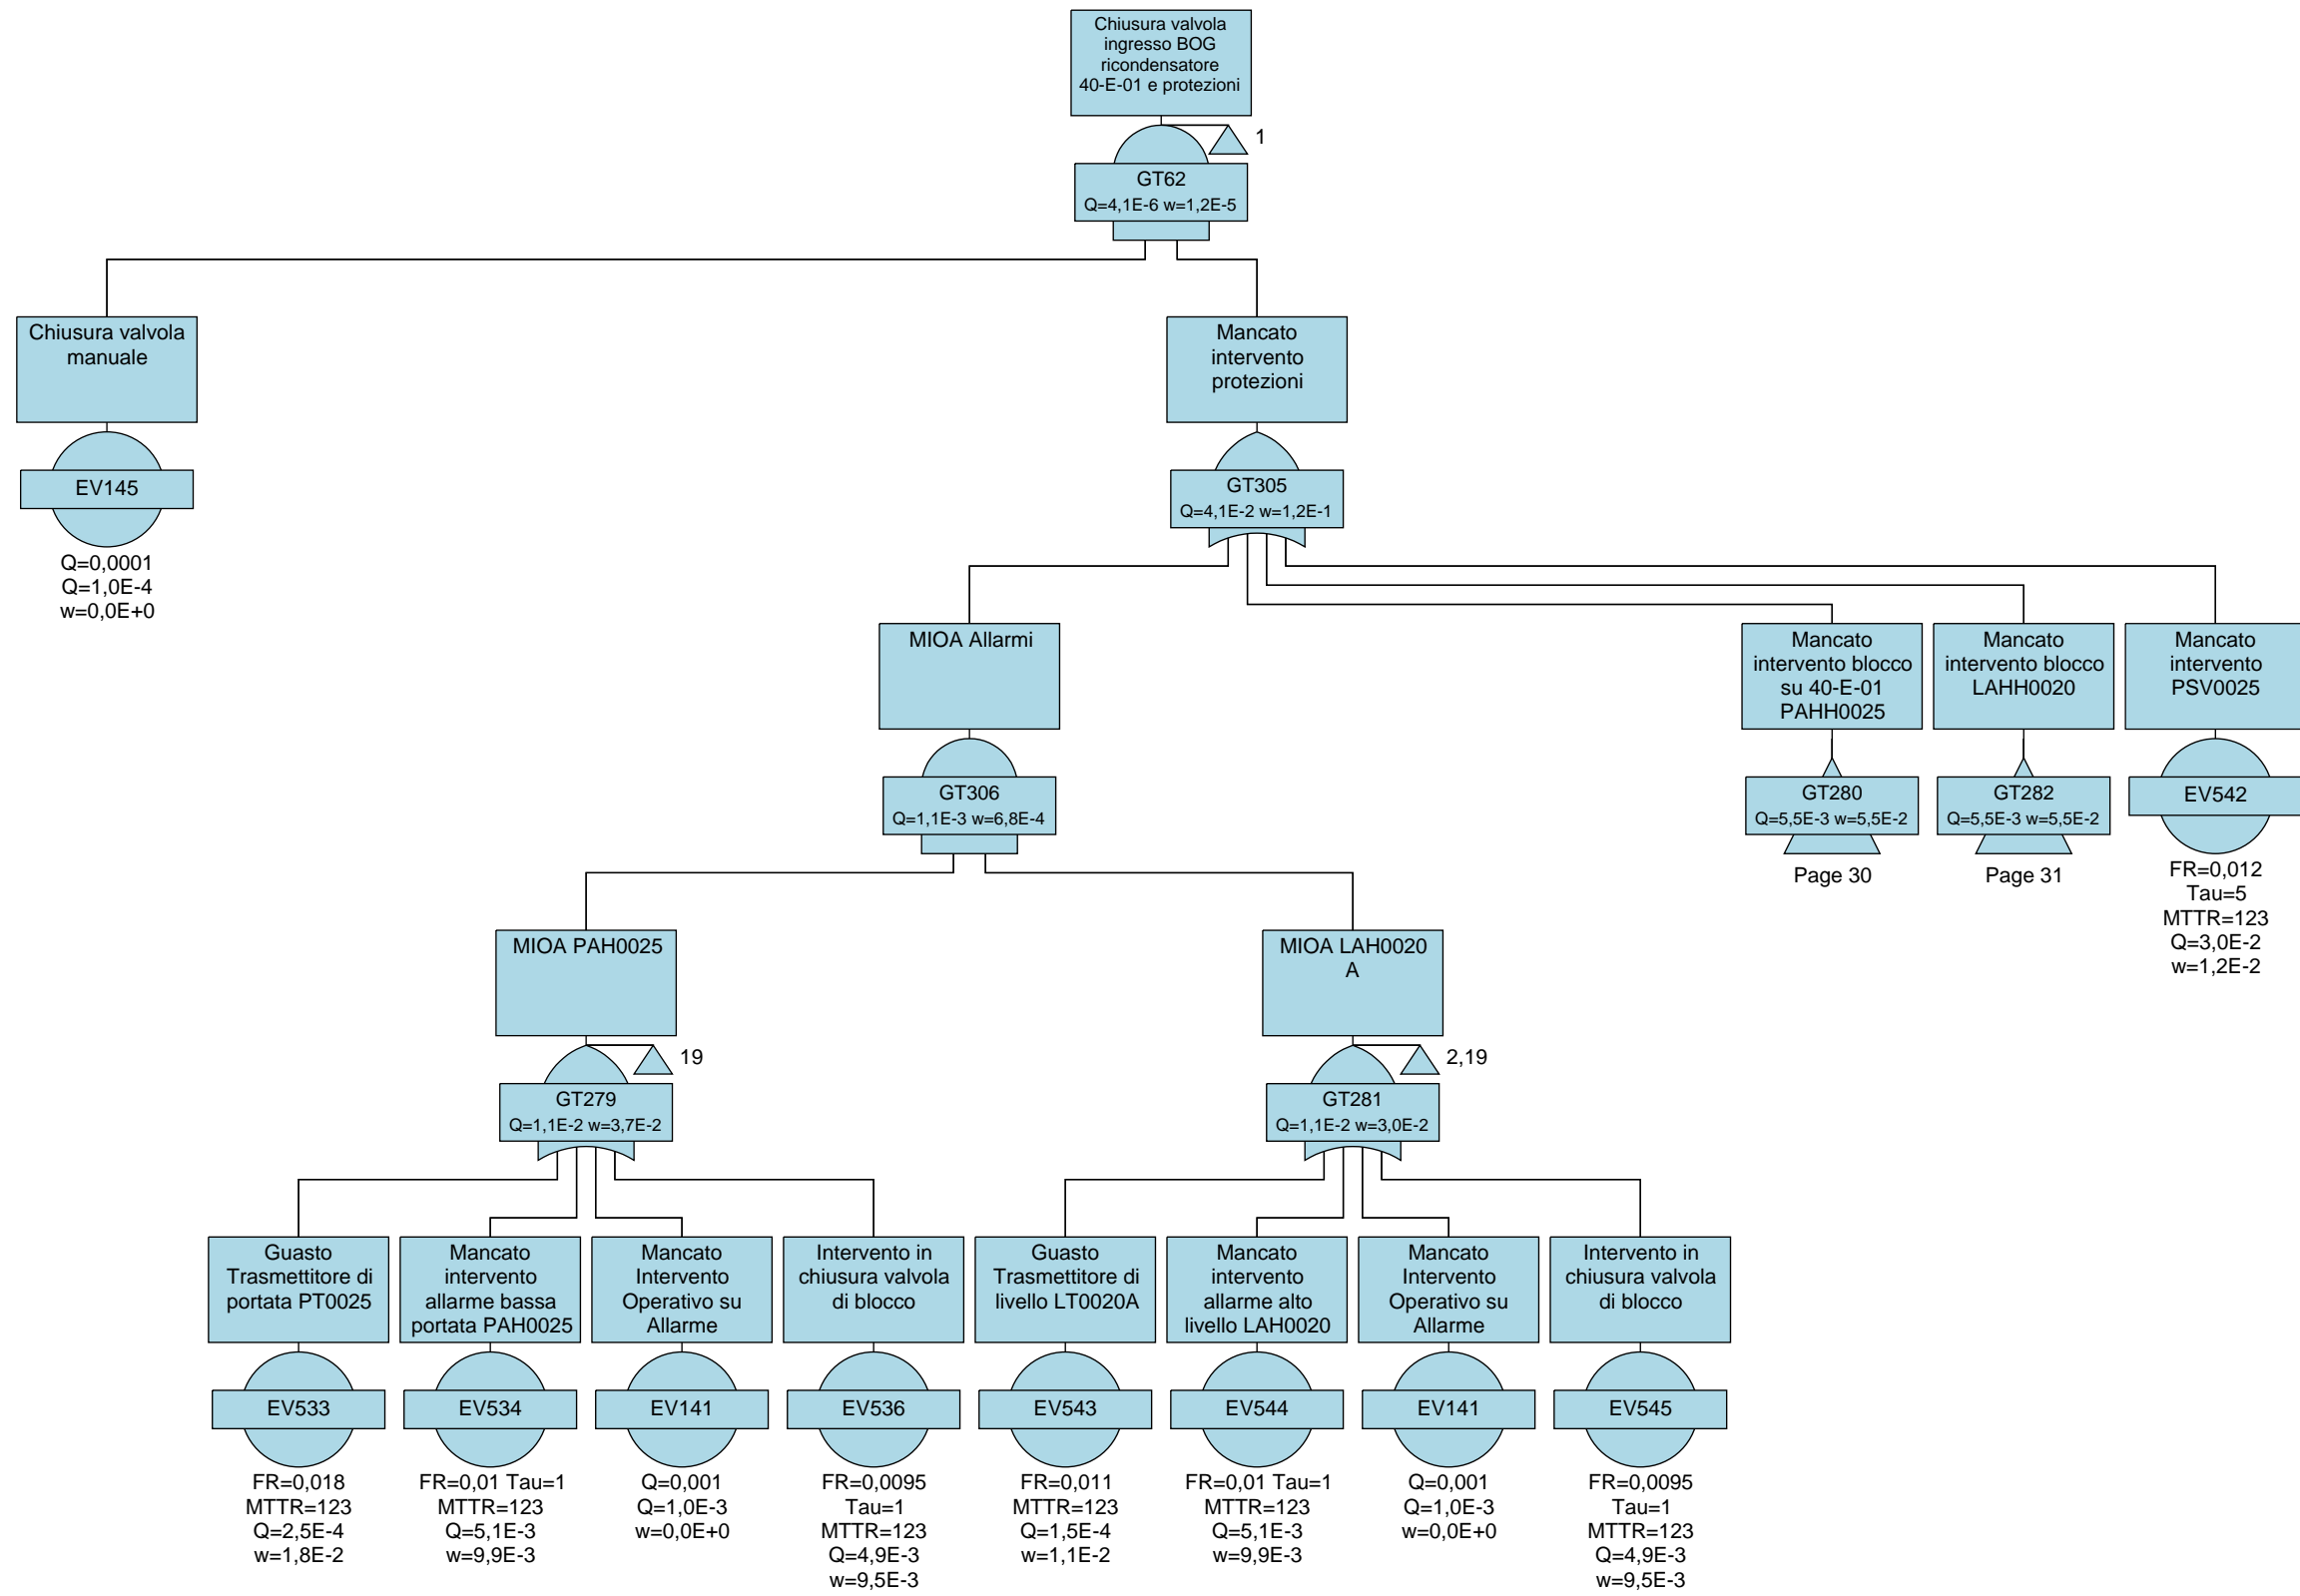 Chiusura valvola
ingresso BOG
ricondensatore
40-E-01 e protezioni
1
GT62
Q=4,1E-6 w=1,2E-5
Chiusura valvola
manuale
EV145
Q=0,0001
Q=1,0E-4
w=0,0E+0
Mancato
intervento
protezioni
GT305
Q=4,1E-2 w=1,2E-1
MIOA Allarmi
GT306
Q=1,1E-3 w=6,8E-4
Mancato
intervento blocco
su 40-E-01
PAHH0025
GT280
Q=5,5E-3 w=5,5E-2
Page 30
Mancato
intervento blocco
LAHH0020
GT282
Q=5,5E-3 w=5,5E-2
Page 31
Mancato
intervento
PSV0025
EV542
FR=0,012
Tau=5
MTTR=123
Q=3,0E-2
w=1,2E-2
MIOA PAH0025
19
GT279
Q=1,1E-2 w=3,7E-2
MIOA LAH0020
A
2,19
GT281
Q=1,1E-2 w=3,0E-2
Guasto
Trasmettitore di
portata PT0025
EV533
FR=0,018
MTTR=123
Q=2,5E-4
w=1,8E-2
Mancato
intervento
allarme bassa
portata PAH0025
EV534
FR=0,01 Tau=1
MTTR=123
Q=5,1E-3
w=9,9E-3
Mancato
Intervento
Operativo su
Allarme
EV141
Q=0,001
Q=1,0E-3
w=0,0E+0
Intervento in
chiusura valvola
di blocco
EV536
FR=0,0095
Tau=1
MTTR=123
Q=4,9E-3
w=9,5E-3
Guasto
Trasmettitore di
livello LT0020A
EV543
FR=0,011
MTTR=123
Q=1,5E-4
w=1,1E-2
Mancato
intervento
allarme alto
livello LAH0020
EV544
FR=0,01 Tau=1
MTTR=123
Q=5,1E-3
w=9,9E-3
Mancato
Intervento
Operativo su
Allarme
EV141
Q=0,001
Q=1,0E-3
w=0,0E+0
Intervento in
chiusura valvola
di blocco
EV545
FR=0,0095
Tau=1
MTTR=123
Q=4,9E-3
w=9,5E-3